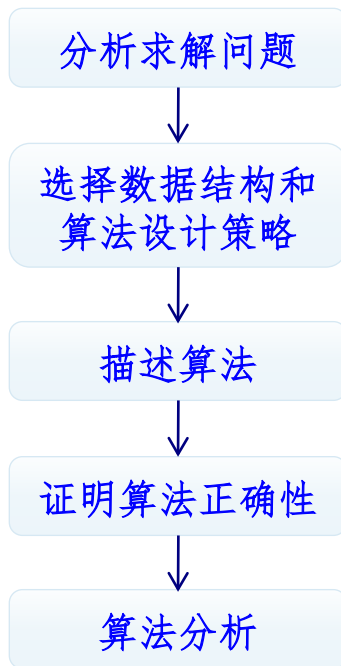 分析求解问题
选择数据结构和
算法设计策略
描述算法
证明算法正确性
算法分析